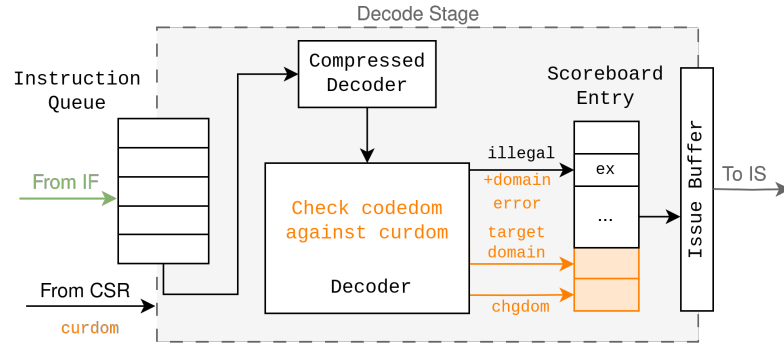 Decode Stage
Instruction
Queue
From IF
From CSR
curdom
Compressed
Decoder
Check codedom
against curdom
Decoder
illegal
+domain
error
target
domain
chgdom
Scoreboard
Entry
ex
...
Issue Buffer
To IS